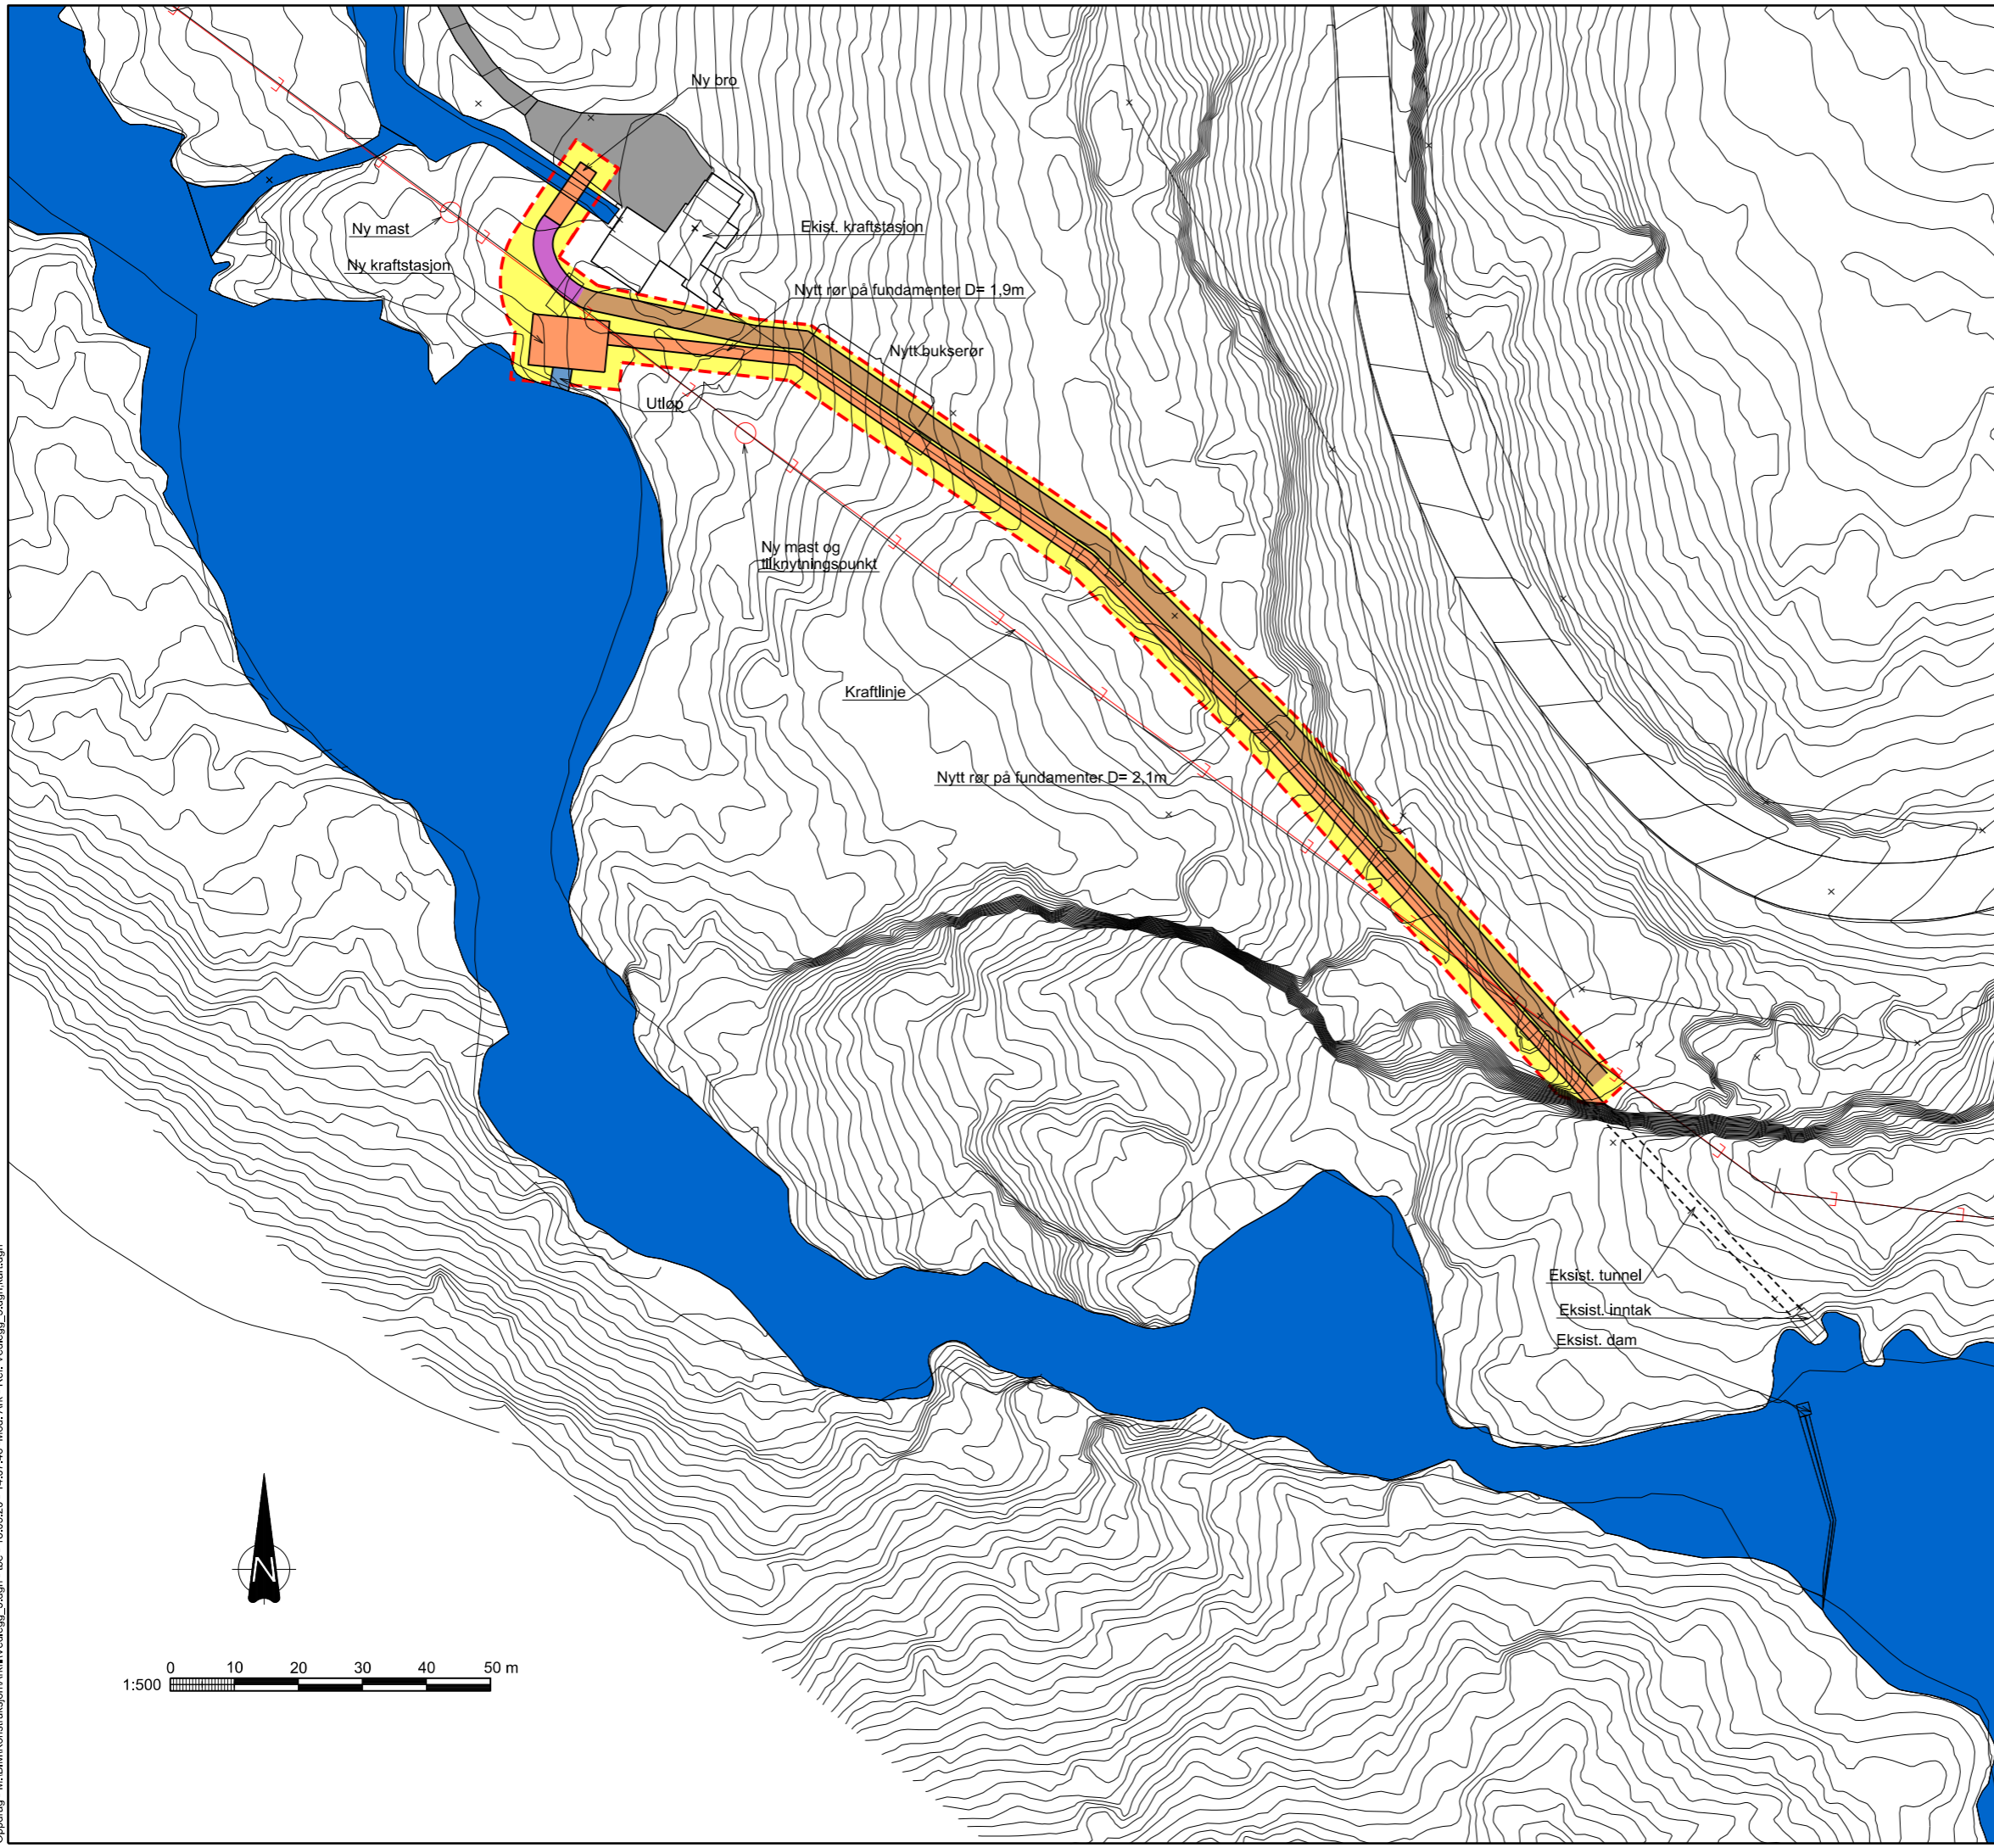 Ny bro
Ny mast
Ekist. kraftstasjon
Ny kraftstasjon
Nytt rør på fundamenter D= 1,9m
Nytt bukserør
Utløp
Ny mast og
tilknytningspunkt
Kraftlinje
Nytt rør på fundamenter D= 2,1m
Eksist. tunnel
Eksist. inntak
Eksist. dam
N
0 10 20 30 40 50 m
1:500